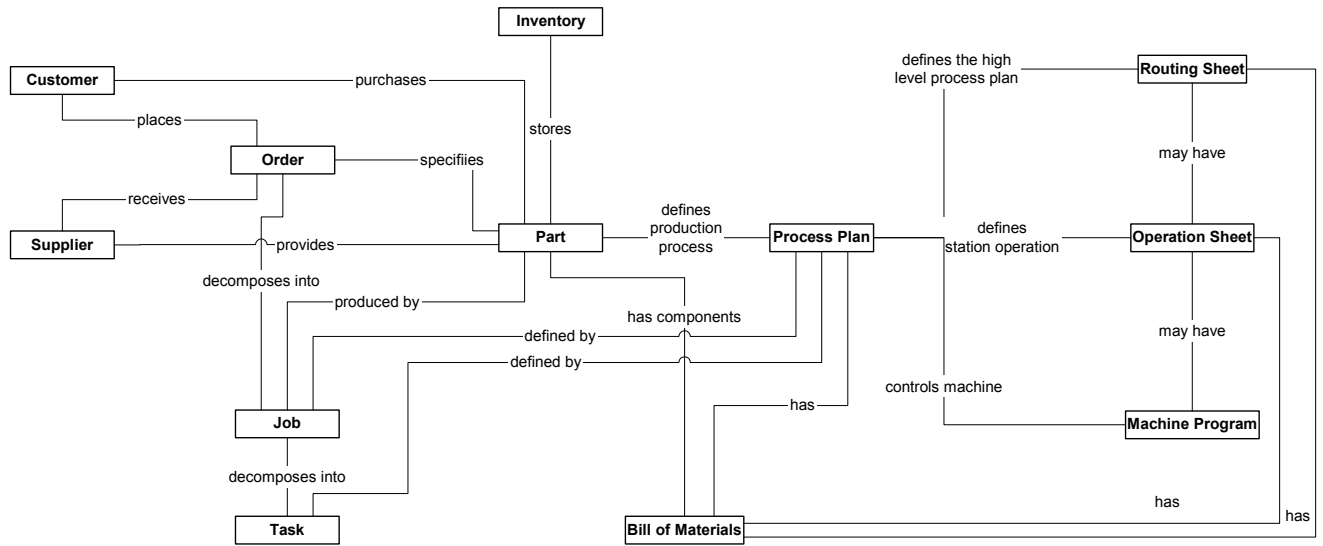 Inventory
Customer
purchases
defines the high
level process plan
Routing Sheet
places
stores
Order
specifiies
may have
receives
defines
production
process
Supplier
provides
Part
Process Plan
defines
station operation
Operation Sheet
decomposes into
produced by
has components
defined by
may have
defined by
controls machine
has
Job
Machine Program
decomposes into
has
has
Task
Bill of Materials